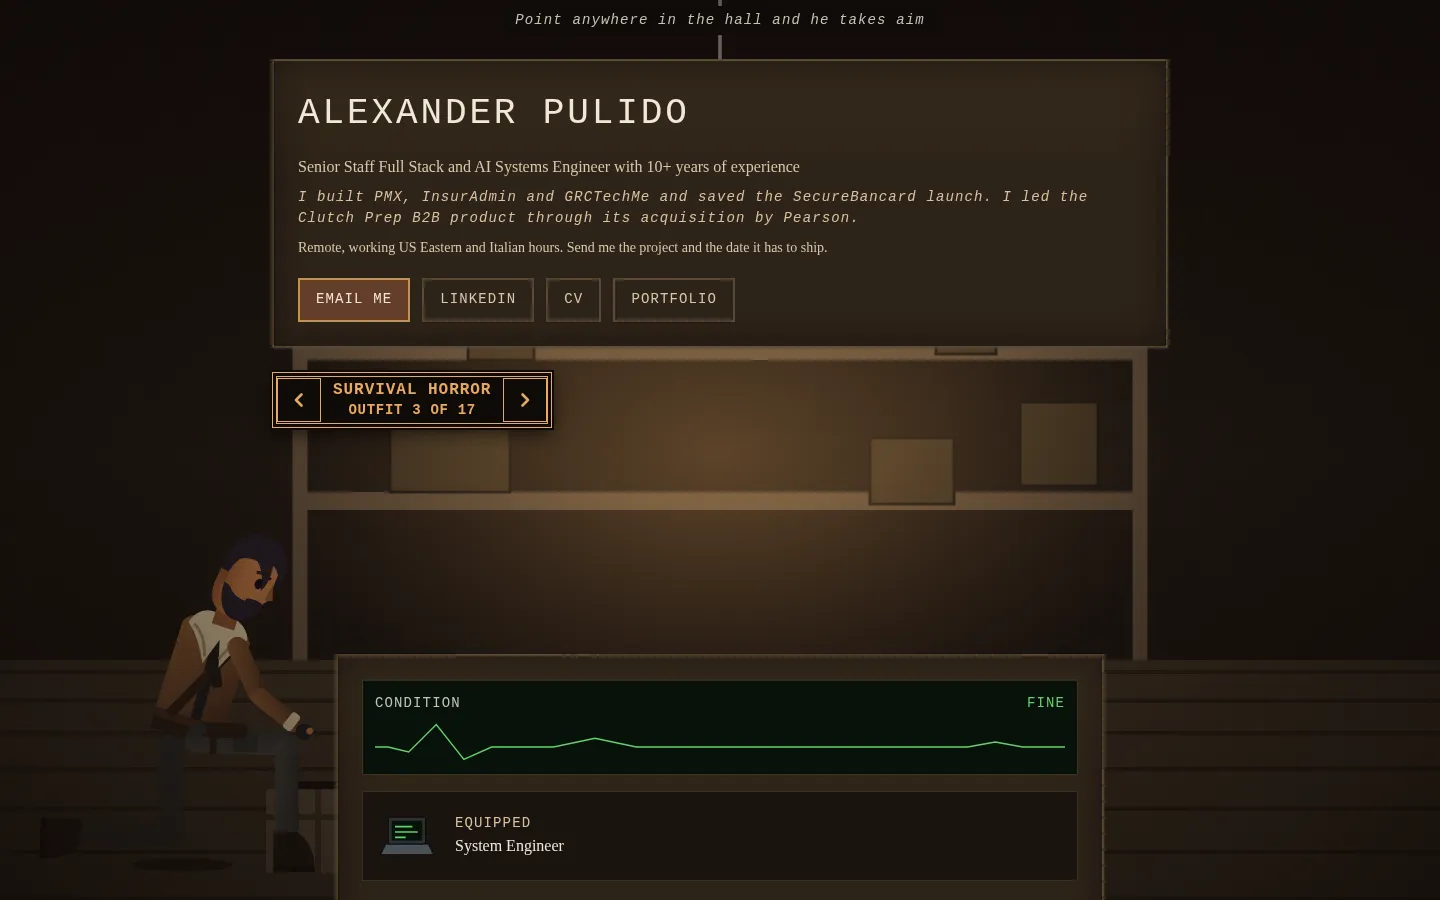 Point anywhere in the hall and he takes aim
ALEXANDER PULIDO
Senior Staff Full Stack and AI Systems Engineer with 10+ years of experience
I built PMX, InsurAdmin and GRCTechMe and saved the SecureBancard launch. I led the
Clutch Prep B2B product through its acquisition by Pearson.
Remote, working US Eastern and Italian hours. Send me the project and the date it has to ship.
EMAIL ME LINKEDIN CV PORTFOLIO
SURVIVAL HORROR
OUTFIT 3 OF 17
CONDITION FINE
EQUIPPED
System Engineer